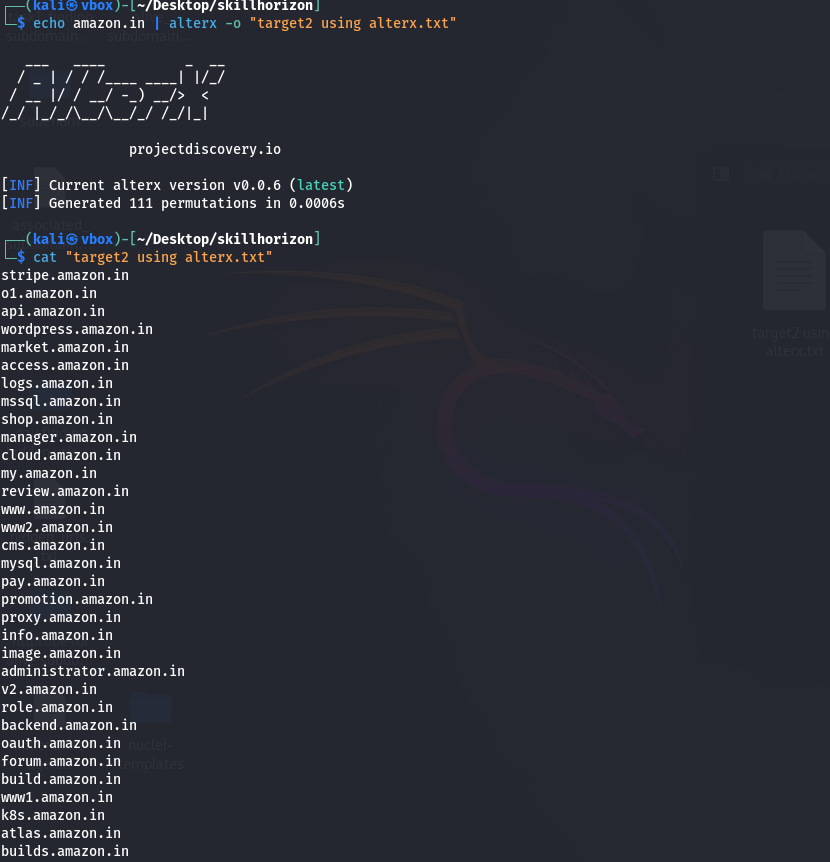 ┌──(kali㉿vbox)-[~/Desktop/skillhorizon]
└─$ echo amazon.in | alterx -o "target2 using alterx.txt"
   ___   ____          _  __
  / _ | / / /____ ____| |/_/
 / __ |/ / __/ -_) __/>  <
/_/ |_/_/\__/\__/_/ /_/|_|
projectdiscovery.io
[INF] Current alterx version v0.0.6 (latest)
[INF] Generated 111 permutations in 0.0006s
┌──(kali㉿vbox)-[~/Desktop/skillhorizon]
└─$ cat "target2 using alterx.txt"
stripe.amazon.in
o1.amazon.in
api.amazon.in
wordpress.amazon.in
market.amazon.in
access.amazon.in
logs.amazon.in
mssql.amazon.in
shop.amazon.in
manager.amazon.in
cloud.amazon.in
my.amazon.in
review.amazon.in
www.amazon.in
www2.amazon.in
cms.amazon.in
mysql.amazon.in
pay.amazon.in
promotion.amazon.in
proxy.amazon.in
info.amazon.in
image.amazon.in
administrator.amazon.in
v2.amazon.in
role.amazon.in
backend.amazon.in
oauth.amazon.in
forum.amazon.in
build.amazon.in
www1.amazon.in
k8s.amazon.in
atlas.amazon.in
builds.amazon.in
target2 usin
alterx.txt
nuclei-
templates